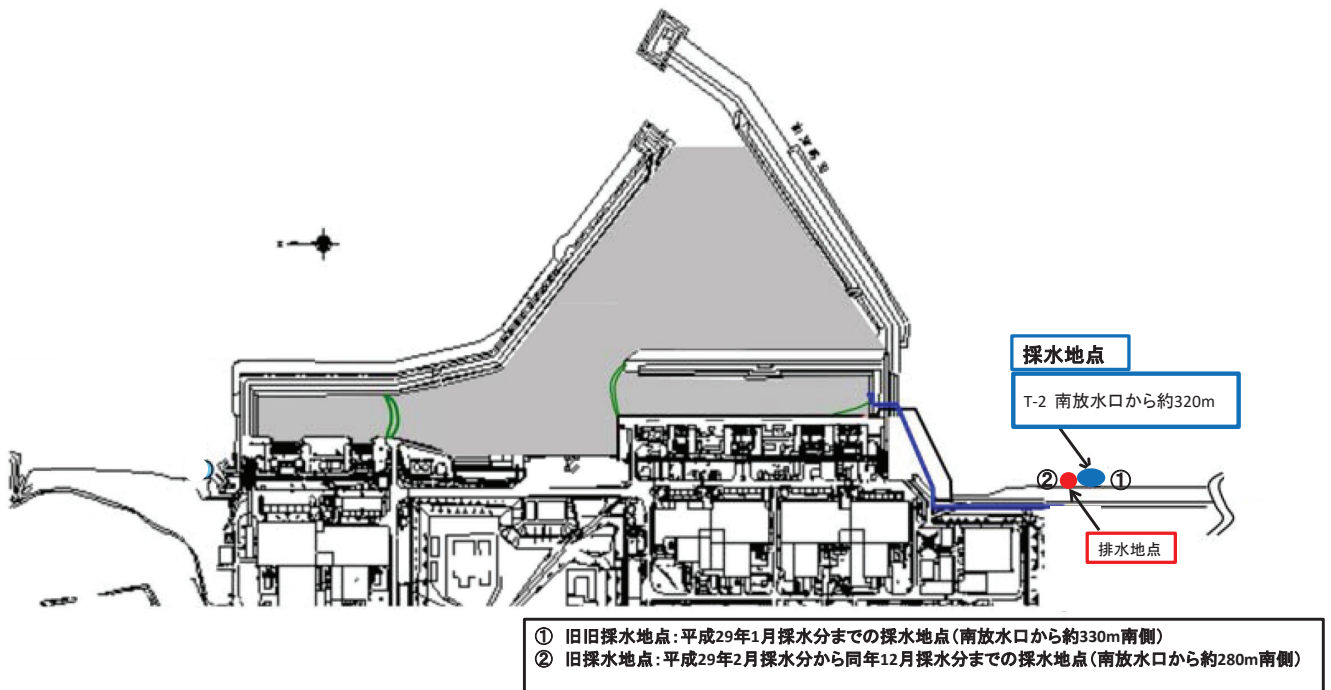 採水地点
T-2 南放水口から約320m
② ①
排水地点
① 旧旧採水地点：平成29年1月採水分までの採水地点（南放水口から約330m南側）
② 旧採水地点：平成29年2月採水分から同年12月採水分までの採水地点（南放水口から約280m南側）